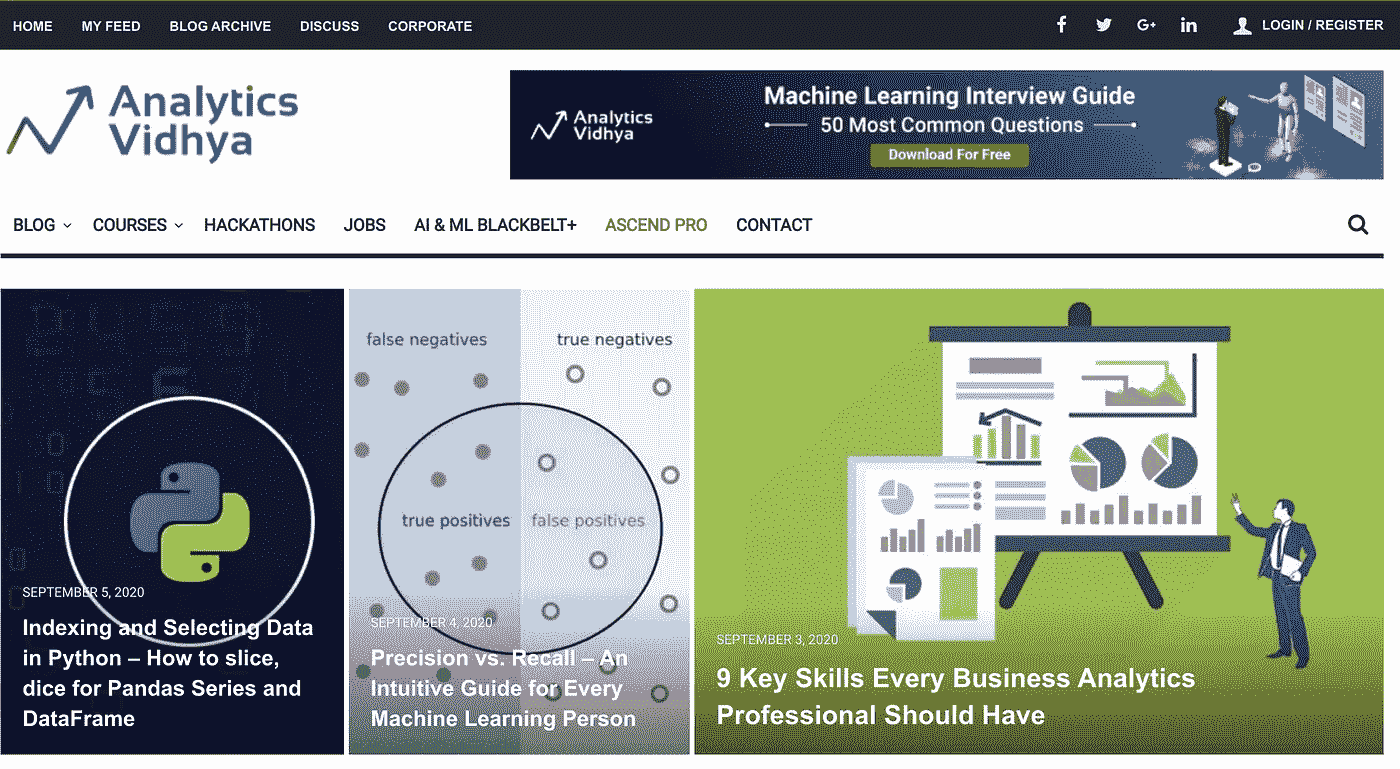 HOME MY FEED BLOG ARCHIVE DISCUSS CORPORATE LOGIN / REGISTER
Analytics
Vidhya
Analytics
Vidhya
Machine Learning Interview Guide
50 Most Common Questions
Download For Free
BLOG COURSES HACKATHONS JOBS AI & ML BLACKBELT+ ASCEND PRO CONTACT
SEPTEMBER 5, 2020
Indexing and Selecting Data
in Python – How to slice,
dice for Pandas Series and
DataFrame
false negatives true negatives
true positives false positives
SEPTEMBER 4, 2020
Precision vs. Recall – An
Intuitive Guide for Every
Machine Learning Person
SEPTEMBER 3, 2020
9 Key Skills Every Business Analytics
Professional Should Have